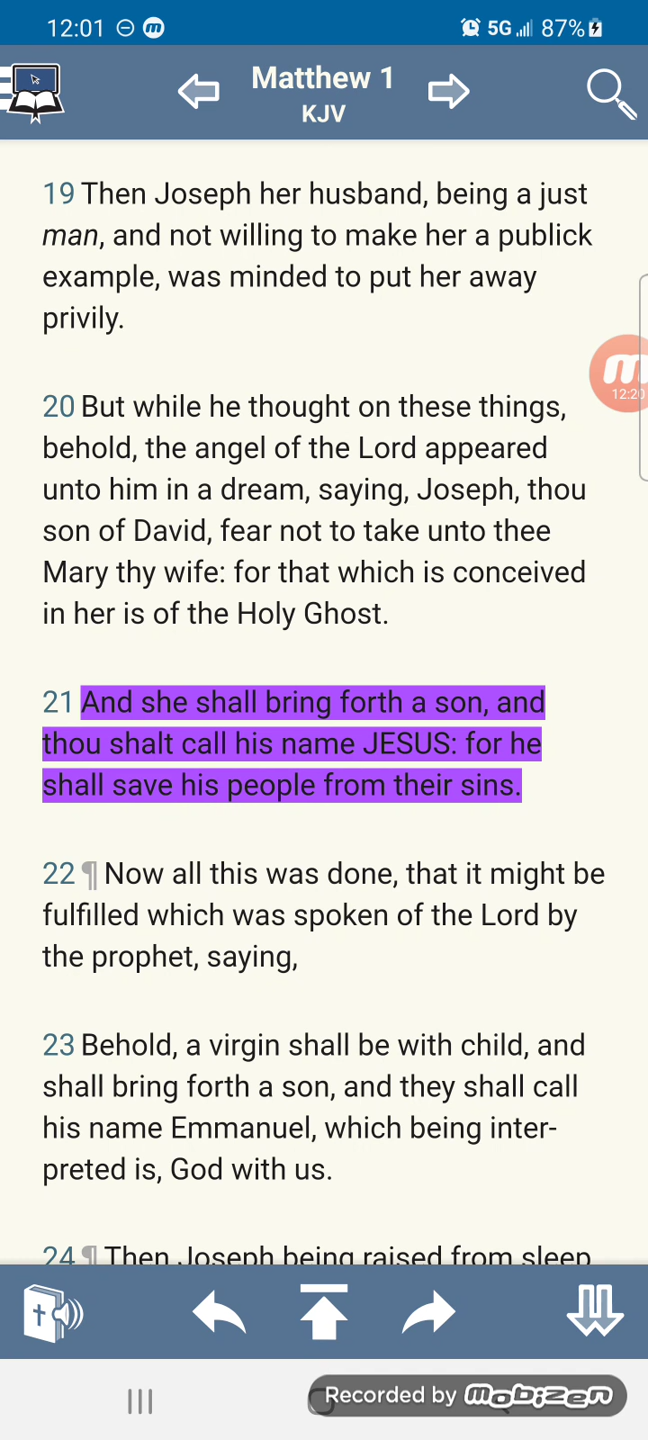 12:01 m 5G 87%
Matthew 1
KJV
19 Then Joseph her husband, being a just
man, and not willing to make her a publick
example, was minded to put her away
privily.
m
12:20
20 But while he thought on these things,
behold, the angel of the Lord appeared
unto him in a dream, saying, Joseph, thou
son of David, fear not to take unto thee
Mary thy wife: for that which is conceived
in her is of the Holy Ghost.
21 And she shall bring forth a son, and
thou shalt call his name JESUS: for he
shall save his people from their sins.
22 ¶ Now all this was done, that it might be
fulfilled which was spoken of the Lord by
the prophet, saying,
23 Behold, a virgin shall be with child, and
shall bring forth a son, and they shall call
his name Emmanuel, which being inter-
preted is, God with us.
24 ¶ Then Joseph being raised from sleep
Recorded by mobizen